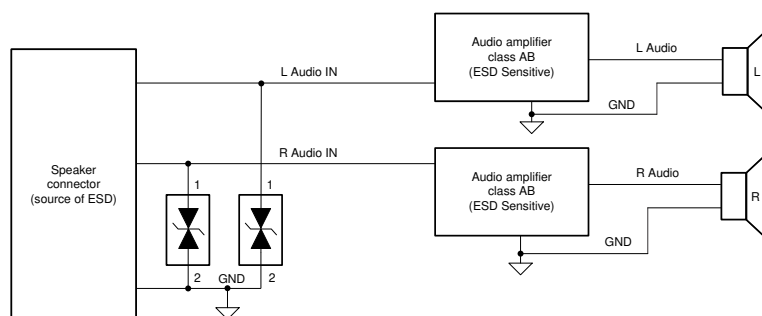 Audio amplifier
class AB
(ESD Sensitive)
L Audio
L
L Audio IN
GND
Speaker
connector
(source of ESD)
R Audio IN
Audio amplifier
class AB
(ESD Sensitive)
R Audio
R
GND
1
1
2
GND
2